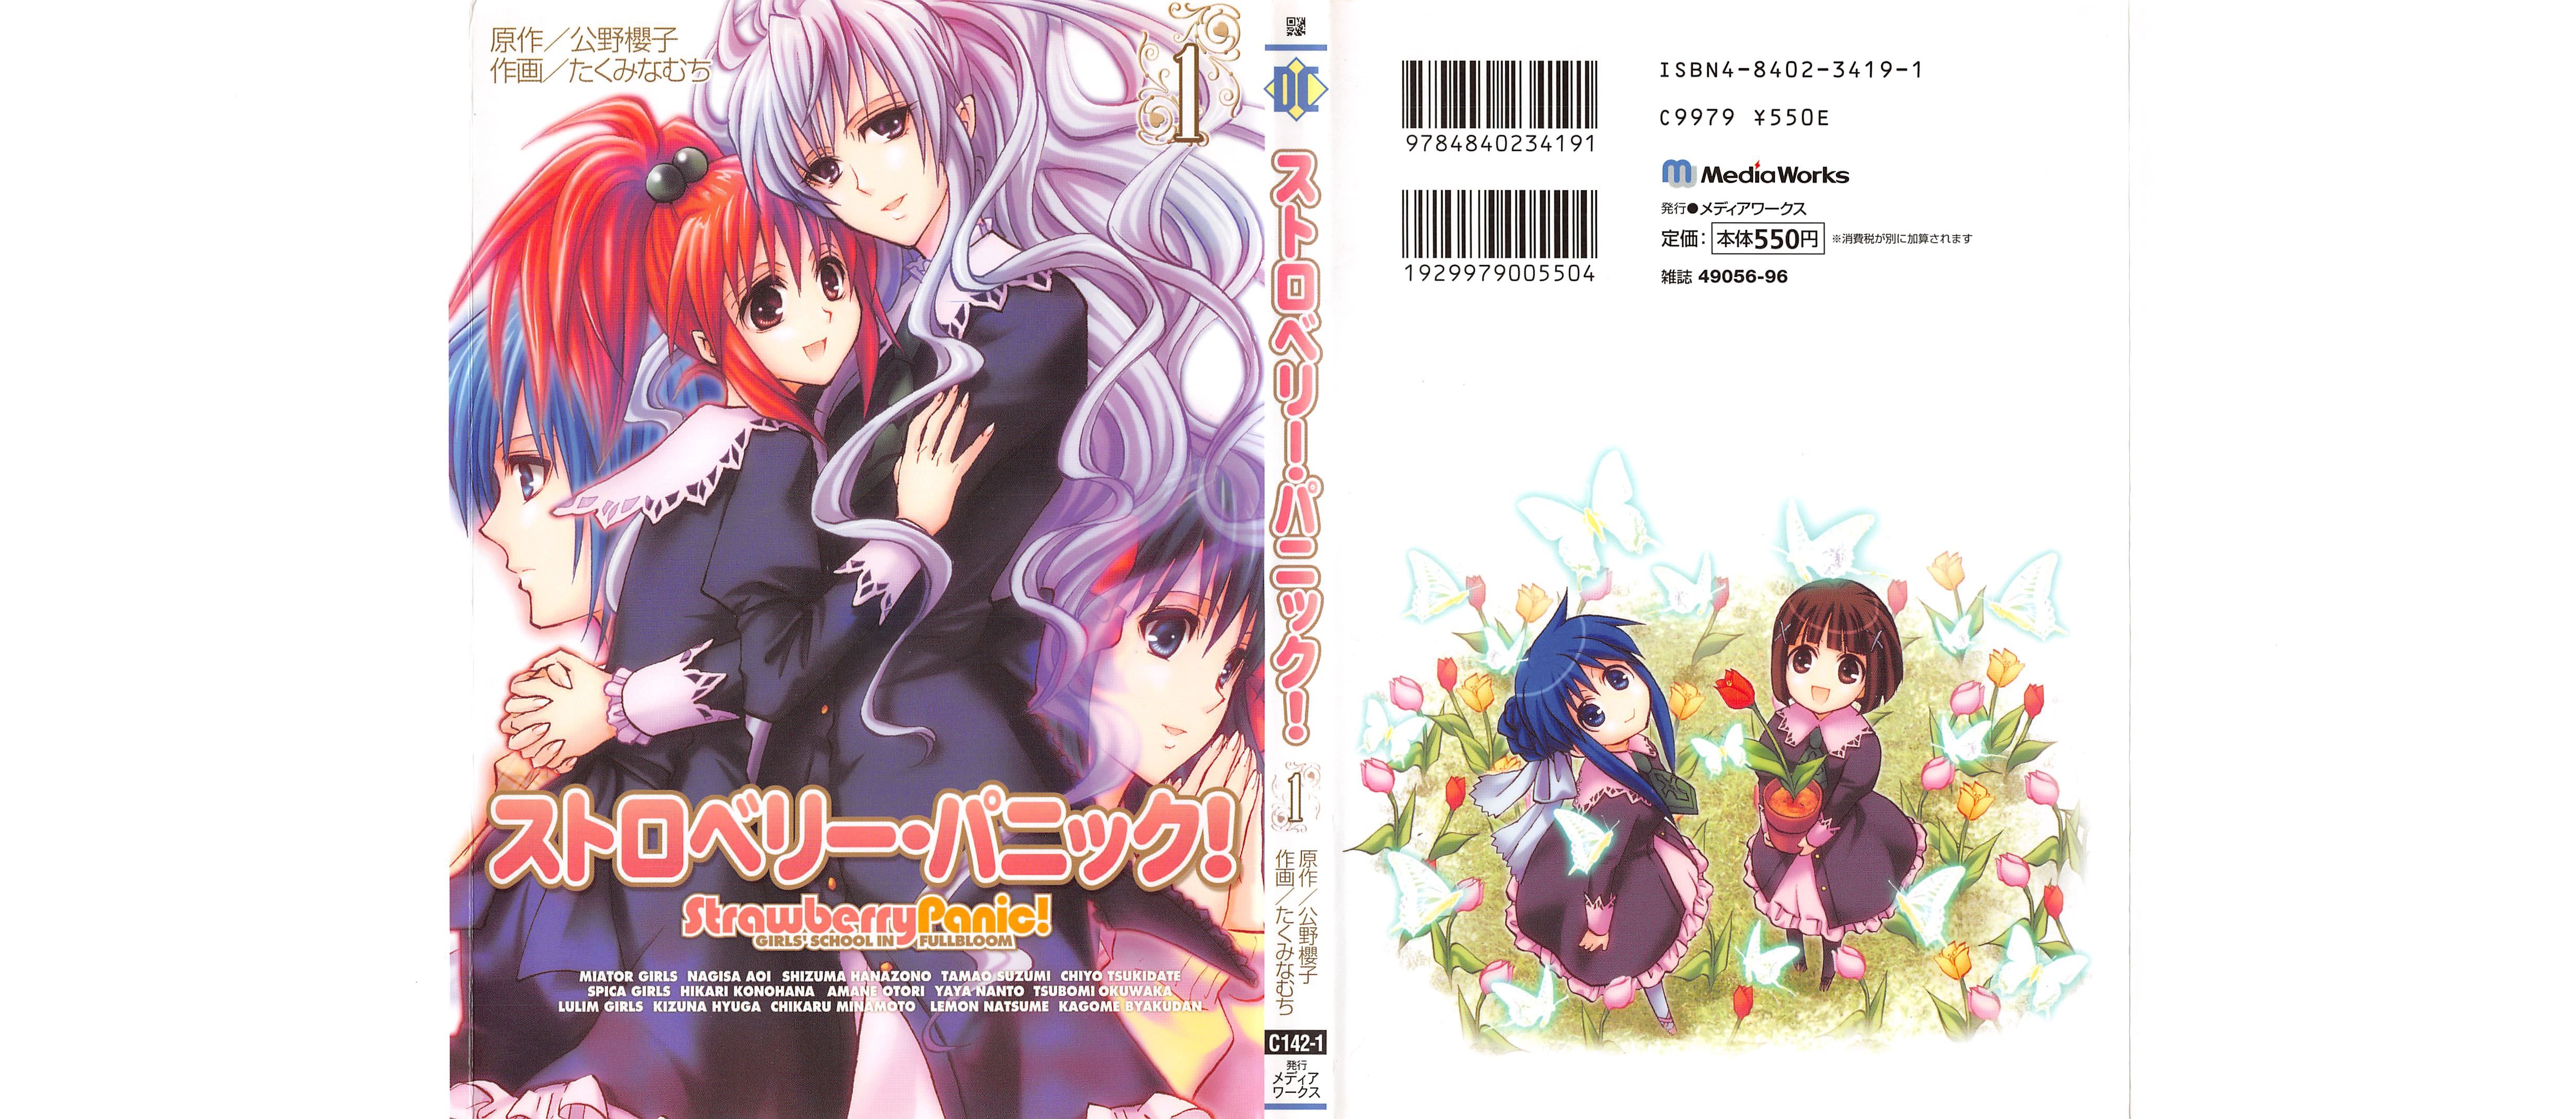 原作／公野櫻子
作画／たくみなむち
1
ストロベリー・パニック!
StrawberryPanic!
GIRLS' SCHOOL IN FULLBLOOM
MIATOR GIRLS NAGISA AOI SHIZUMA HANAZONO TAMAO SUZUMI CHIYO TSUKIDATE
SPICA GIRLS HIKARI KONOHANA AMANE OTORI YAYA NANTO TSUBOMI OKUWAKA
LULIM GIRLS KIZUNA HYUGA CHIKARU MINAMOTO LEMON NATSUME KAGOME BYAKUDAN
DC
ストロベリー・パニック!
1
原作／公野櫻子
作画／たくみなむち
C142-1
発行
メディア
ワークス
9784840234191
1929979005504
ISBN4-8402-3419-1
C9979 ¥550E
m MediaWorks
発行●メディアワークス
定価：本体550円 ※消費税が別に加算されます
雑誌 49056-96